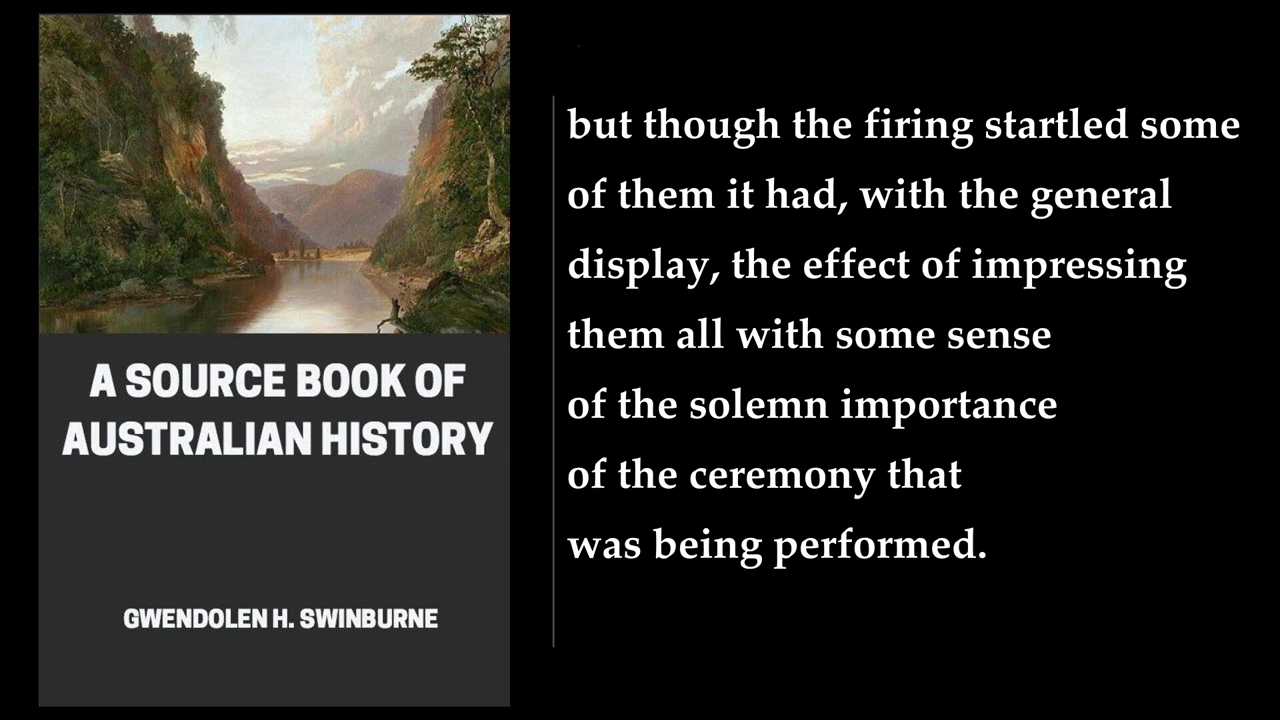 A SOURCE BOOK OF
AUSTRALIAN HISTORY
GWENDOLEN H. SWINBURNE
but though the firing startled some
of them it had, with the general
display, the effect of impressing
them all with some sense
of the solemn importance
of the ceremony that
was being performed.